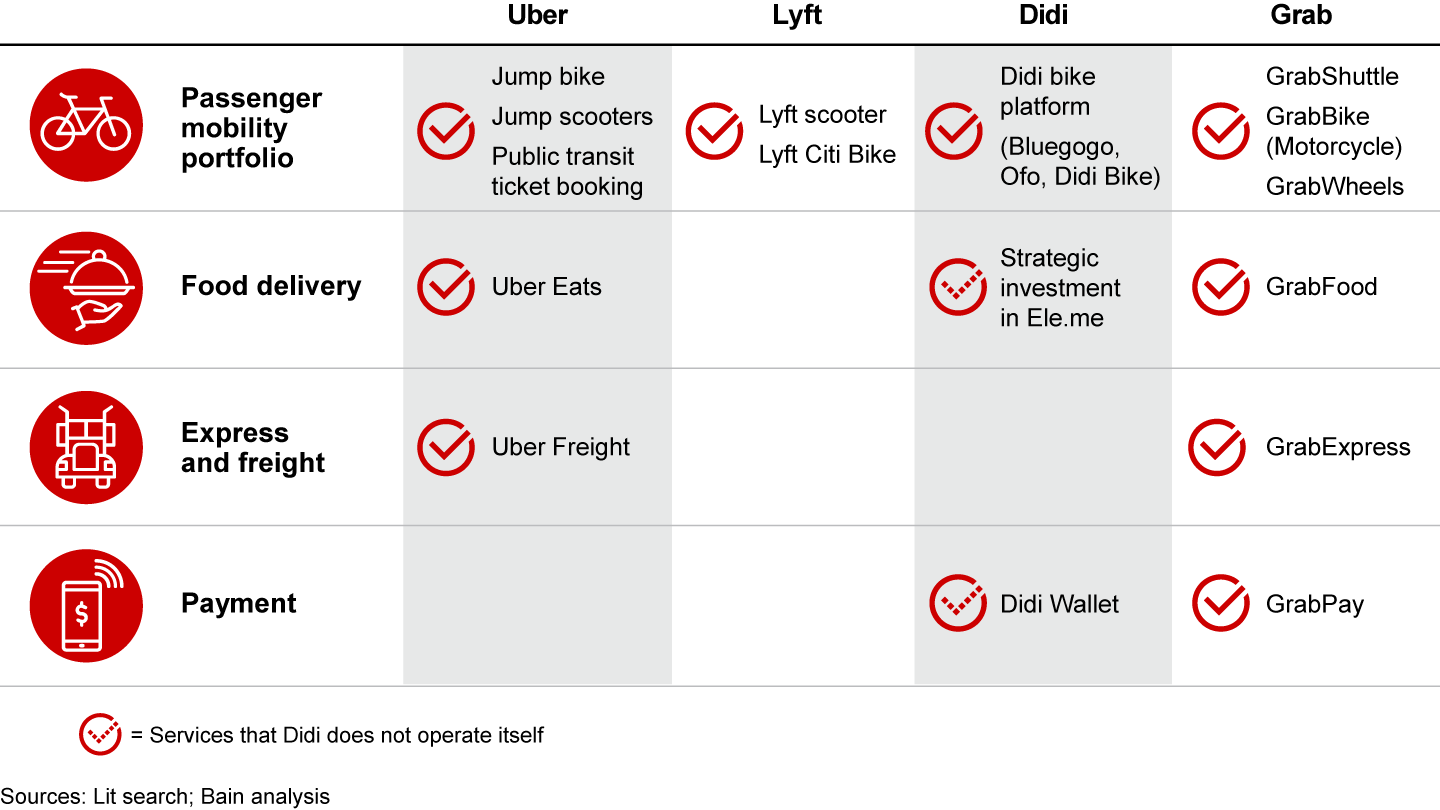 Uber Lyft Didi Grab
Passenger
mobility
portfolio
Jump bike
Jump scooters
Public transit
ticket booking
Lyft scooter
Lyft Citi Bike
Didi bike
platform
(Bluegogo,
Ofo, Didi Bike)
GrabShuttle
GrabBike
(Motorcycle)
GrabWheels
Food delivery
Uber Eats
Strategic
investment
in Ele.me
GrabFood
Express
and freight
Uber Freight
GrabExpress
$
Payment
Didi Wallet
GrabPay
= Services that Didi does not operate itself
Sources: Lit search; Bain analysis